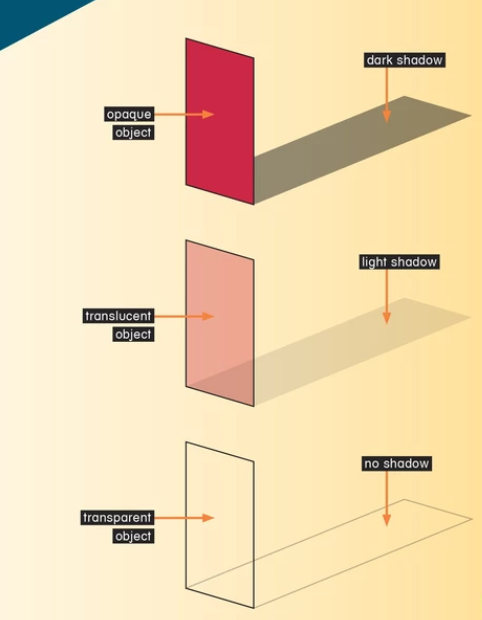 dark shadow
opaque
object
light shadow
translucent
object
no shadow
transparent
object